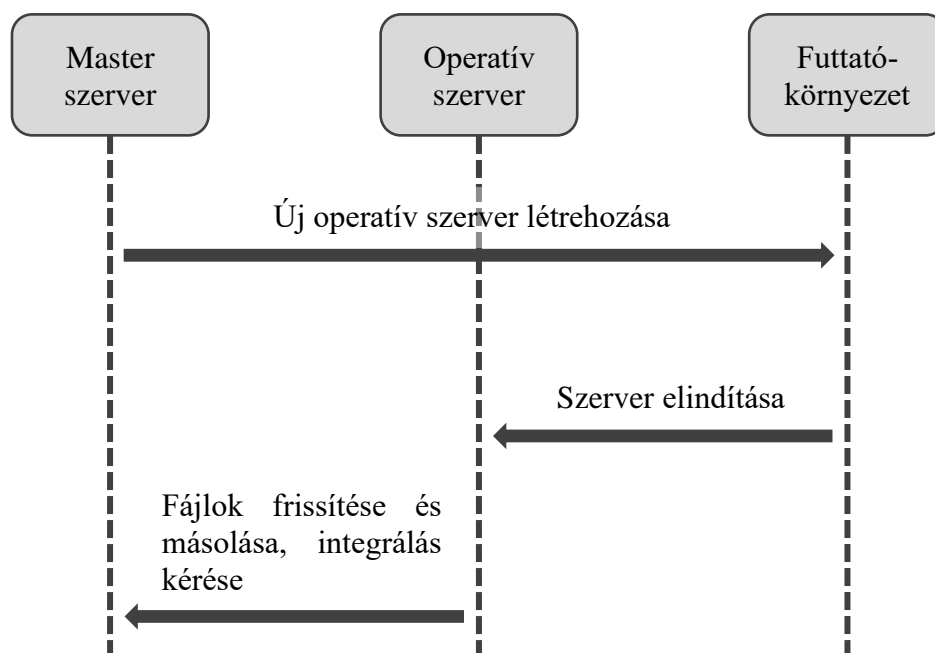 Master
szerver
Operatív
szerver
Futtató-
környezet
Új operatív szerver létrehozása
Szerver elindítása
Fájlok frissítése és
másolása, integrálás
kérése